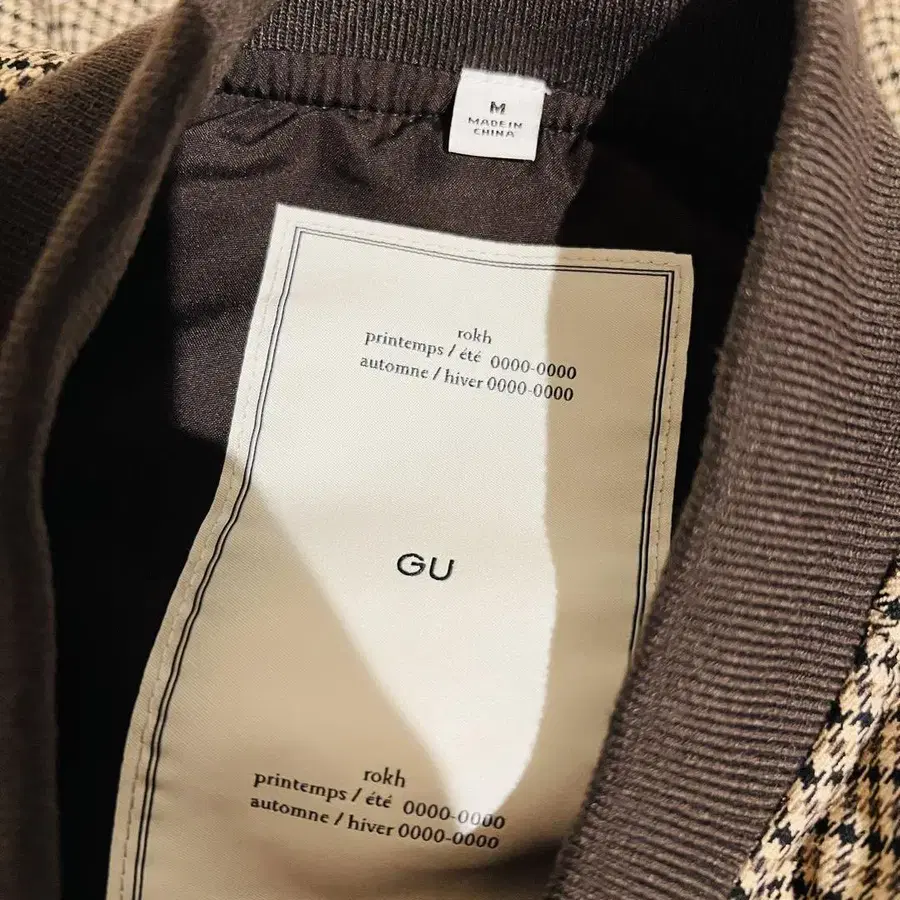 M
MADE IN
CHINA
rokh
printemps / été 0000-0000
automne / hiver 0000-0000
GU
rokh
printemps / été 0000-0000
automne / hiver 0000-0000